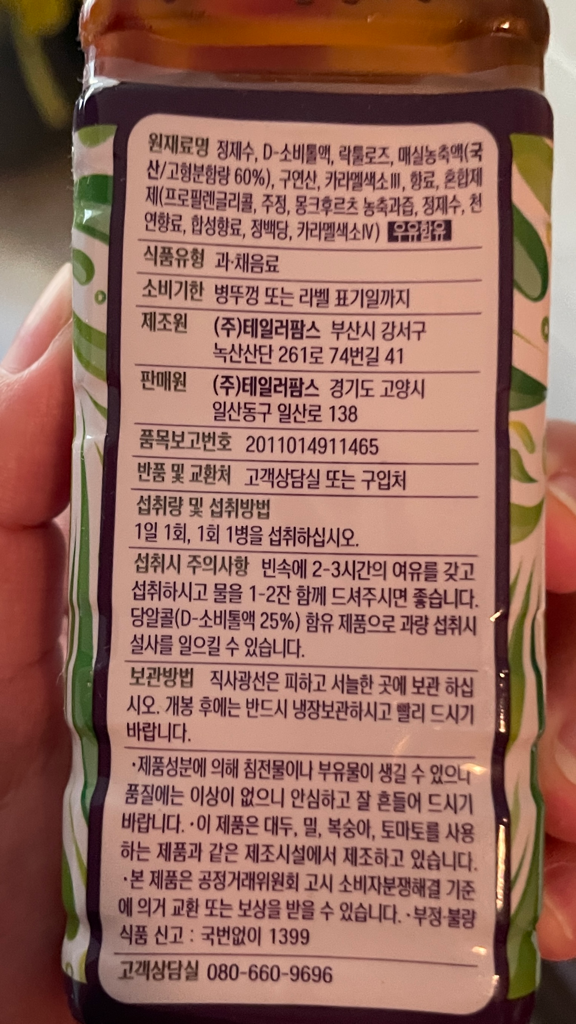 원재료명 정제수, D-소비톨액, 락툴로즈, 매실농축액(국
산/고형분함량 60%), 구연산, 카라멜색소Ⅲ, 향료, 혼합제
제(프로필렌글리콜, 주정, 몽크후르츠 농축과즙, 정제수, 천
연향료, 합성향료, 정백당, 카라멜색소Ⅳ) 우유함유
식품유형 과·채음료
소비기한 병뚜껑 또는 리벨 표기일까지
제조원 (주)테일러팜스 부산시 강서구
녹산산단 261로 74번길 41
판매원 (주)테일러팜스 경기도 고양시
일산동구 일산로 138
품목보고번호 2011014911465
반품 및 교환처 고객상담실 또는 구입처
섭취량 및 섭취방법
1일 1회, 1회 1병을 섭취하십시오.
섭취시 주의사항 빈속에 2-3시간의 여유를 갖고
섭취하시고 물을 1-2잔 함께 드셔주시면 좋습니다.
당알콜(D-소비톨액 25%) 함유 제품으로 과량 섭취시
설사를 일으킬 수 있습니다.
보관방법 직사광선은 피하고 서늘한 곳에 보관 하십
시오. 개봉 후에는 반드시 냉장보관하시고 빨리 드시기
바랍니다.
·제품성분에 의해 침전물이나 부유물이 생길 수 있으나
품질에는 이상이 없으니 안심하고 잘 흔들어 드시기
바랍니다. ·이 제품은 대두, 밀, 복숭아, 토마토를 사용
하는 제품과 같은 제조시설에서 제조하고 있습니다.
·본 제품은 공정거래위원회 고시 소비자분쟁해결 기준
에 의거 교환 또는 보상을 받을 수 있습니다. ·부정·불량
식품 신고 : 국번없이 1399
고객상담실 080-660-9696